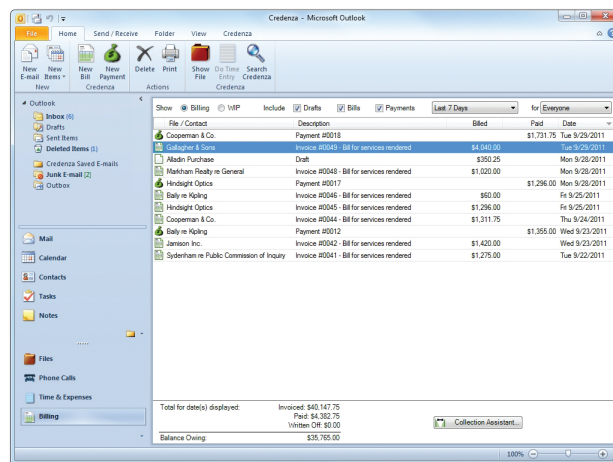 Credenza - Microsoft Outlook
File Home Send / Receive Folder View Credenza
New E-mail New Items New Bill New Payment Delete Print Show File Do Time Entry Search Credenza
New Credenza Actions Credenza
Outlook
Inbox (6)
Drafts
Sent Items
Deleted Items (1)
Credenza Saved E-mails
Junk E-mail [2]
Outbox
Mail
Calendar
Contacts
Tasks
Notes
Files
Phone Calls
Time & Expenses
Billing
Show Billing WIP Include Drafts Bills Payments Last 7 Days for Everyone
File / Contact Description Billed Paid Date
Cooperman & Co. Payment #0018 $1,731.75 Tue 9/29/2011
Gallagher & Sons Invoice #0049 - Bill for services rendered $4,040.00 Tue 9/29/2011
Alladin Purchase Draft $350.25 Mon 9/28/2011
Markham Realty re General Invoice #0048 - Bill for services rendered $1,020.00 Mon 9/28/2011
Hindsight Optics Payment #0017 $1,296.00 Mon 9/28/2011
Baily re Kipling Invoice #0046 - Bill for services rendered $60.00 Fri 9/25/2011
Hindsight Optics Invoice #0045 - Bill for services rendered $1,296.00 Fri 9/25/2011
Cooperman & Co. Invoice #0044 - Bill for services rendered $1,311.75 Thu 9/24/2011
Baily re Kipling Payment #0012 $1,355.00 Wed 9/23/2011
Jamison Inc. Invoice #0042 - Bill for services rendered $1,420.00 Wed 9/23/2011
Sydenham re Public Commission of Inquiry Invoice #0041 - Bill for services rendered $1,275.00 Tue 9/22/2011
Total for date(s) displayed: Invoiced: $40,147.75
Paid: $4,382.75
Written Off: $0.00
Collection Assistant...
Balance Owing: $35,765.00
100%